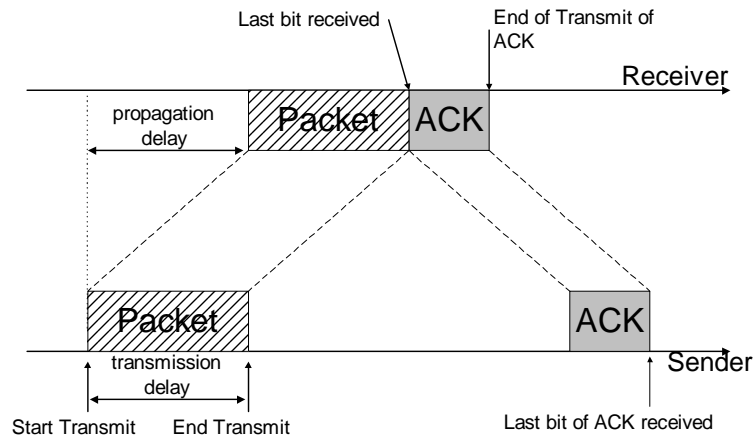 Last bit received
End of Transmit of
ACK
Receiver
propagation
delay
Packet
ACK
Packet
ACK
Sender
transmission
delay
Start Transmit
End Transmit
Last bit of ACK received